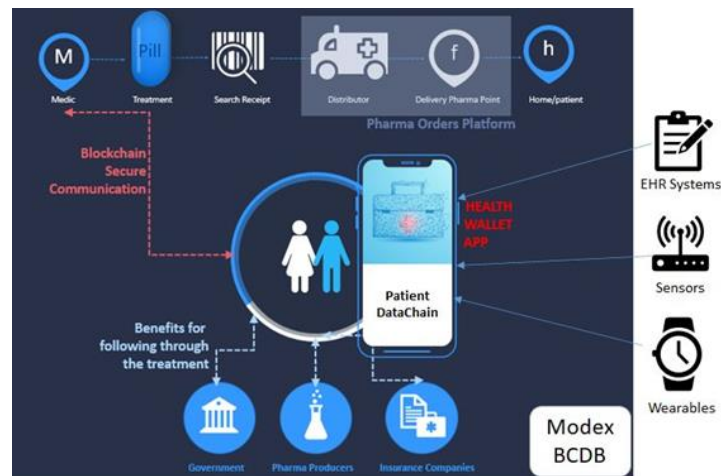 M
Pill
f
h
Medic
Treatment
Search Receipt
Distributor
Delivery Pharma Point
Home/patient
Pharma Orders Platform
Blockchain
Secure
Communication
HEALTH
WALLET
APP
Patient
DataChain
EHR Systems
Sensors
Wearables
Benefits for
following through
the treatment
Government
Pharma Producers
Insurance Companies
Modex
BCDB